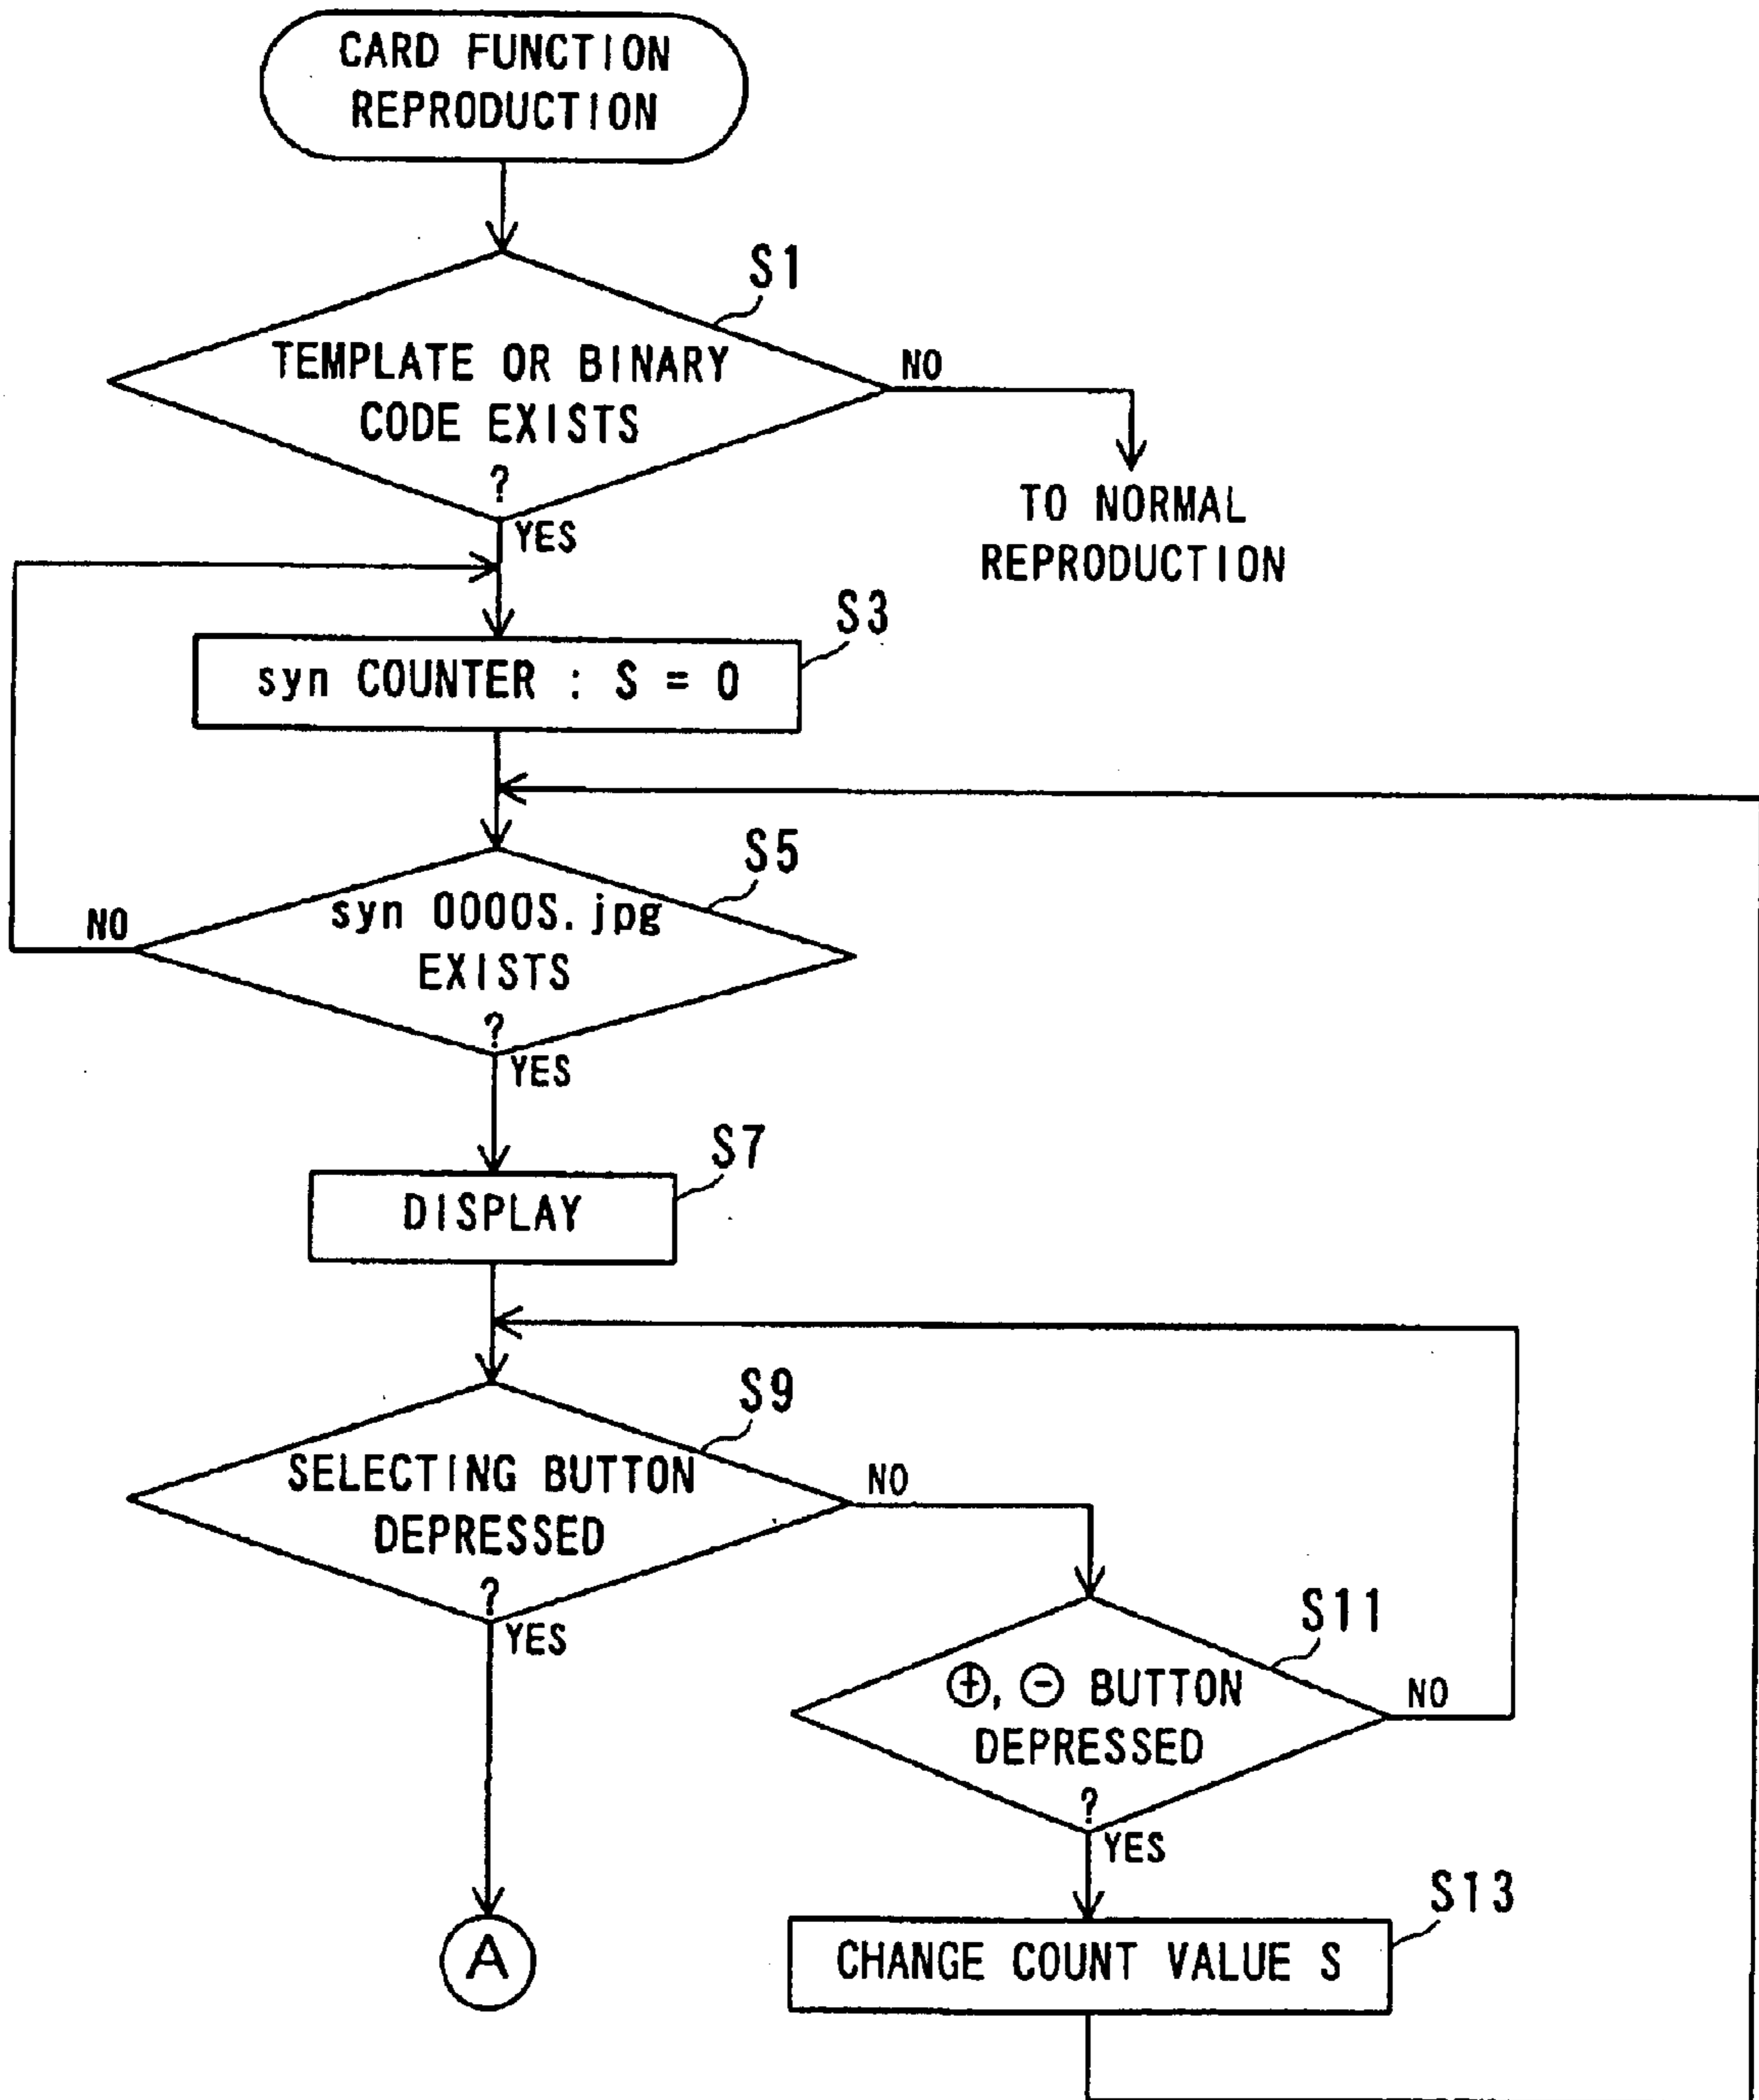 CARD FUNCTION
REPRODUCTION
S1
TEMPLATE OR BINARY
CODE EXISTS
?
NO
YES
TO NORMAL
REPRODUCTION
S3
syn COUNTER : S = 0
S5
syn 0000S.jpg
EXISTS
?
NO
YES
S7
DISPLAY
S9
SELECTING BUTTON
DEPRESSED
?
NO
YES
S11
⊕, ⊖ BUTTON
DEPRESSED
?
NO
YES
S13
CHANGE COUNT VALUE S
A